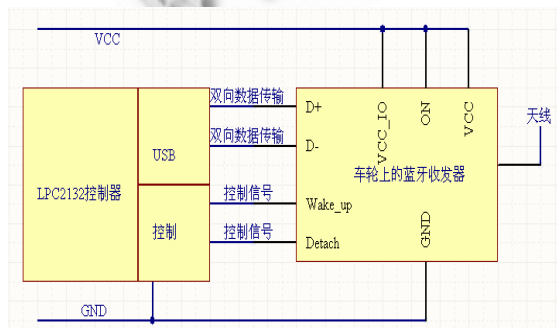 VCC
双向数据传输
D+
双向数据传输
D-
USB
LPC2132控制器
控制
控制信号
Wake_up
控制信号
Detach
VCC_IO
ON
VCC
车轮上的蓝牙收发器
GND
天线
GND